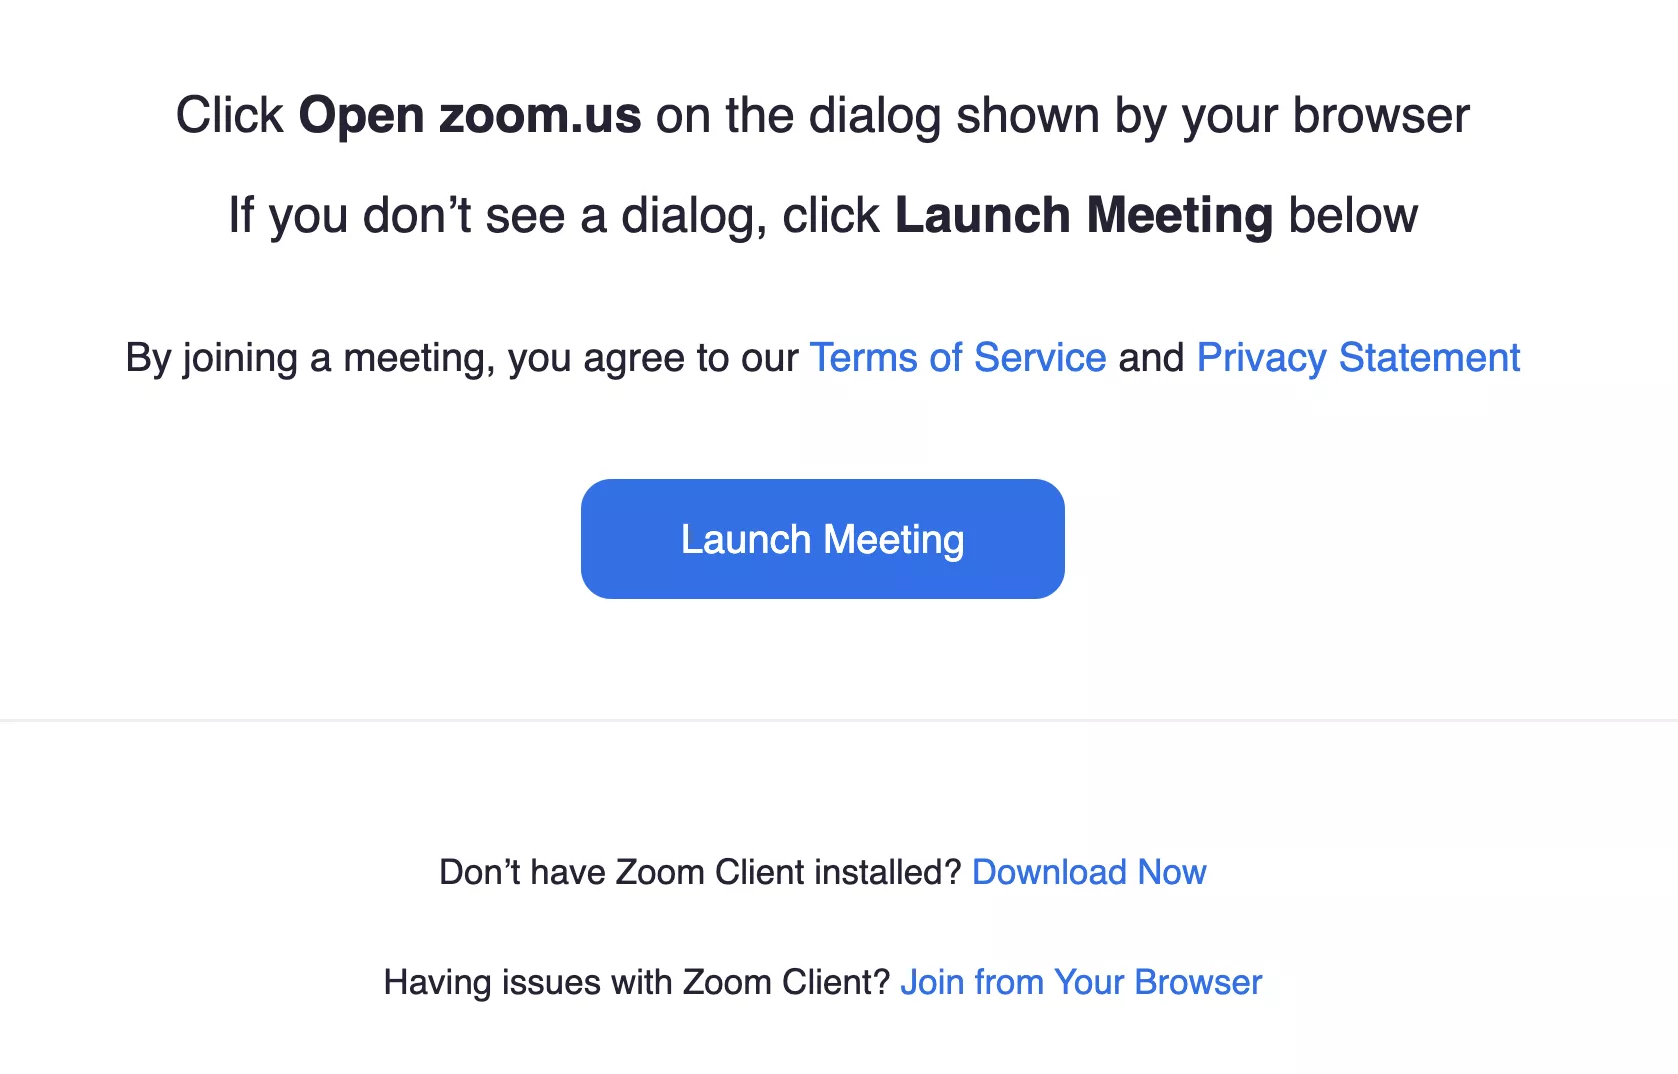 Click Open zoom.us on the dialog shown by your browser
If you don’t see a dialog, click Launch Meeting below
By joining a meeting, you agree to our Terms of Service and Privacy Statement
Launch Meeting
Don’t have Zoom Client installed? Download Now
Having issues with Zoom Client? Join from Your Browser